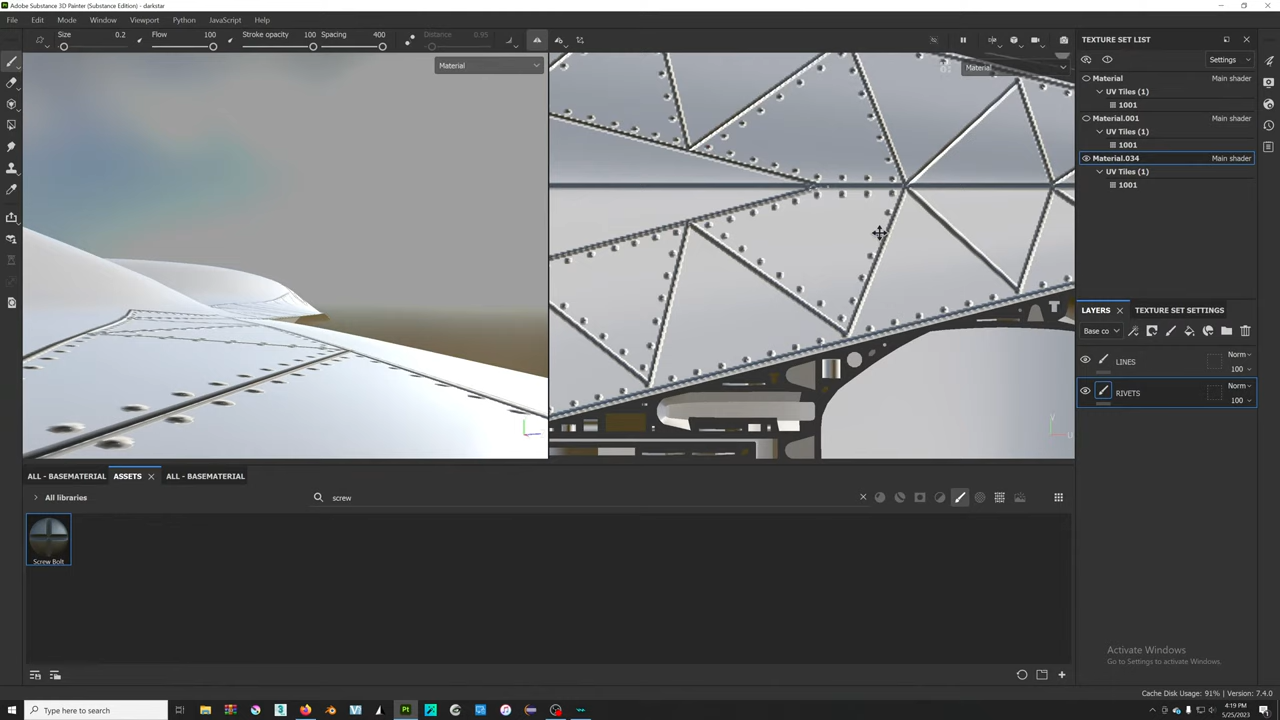 Adobe Substance 3D Painter (Substance Edition) - darkstar
File Edit Mode Window Viewport Python JavaScript Help
Size 0.2 Flow 100 Stroke opacity 100 Spacing 400 Distance 0.95
Material
Material
TEXTURE SET LIST
Settings
Material Main shader
UV Tiles (1)
1001
Material.001 Main shader
UV Tiles (1)
1001
Material.034 Main shader
UV Tiles (1)
1001
LAYERS TEXTURE SET SETTINGS
Base co
LINES Norm
100
RIVETS Norm
100
ALL - BASEMATERIAL ASSETS ALL - BASEMATERIAL
All libraries screw
Screw Bolt
Activate Windows
Go to Settings to activate Windows.
Cache Disk Usage: 91% | Version: 7.4.0
Type here to search
4:19 PM
5/25/2023